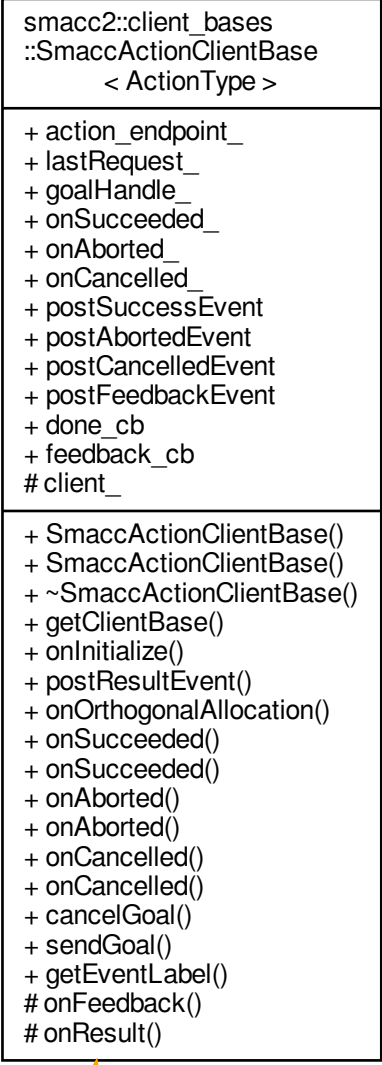 smacc2::client_bases
::SmaccActionClientBase
< ActionType >
+ action_endpoint_
+ lastRequest_
+ goalHandle_
+ onSucceeded_
+ onAborted_
+ onCancelled_
+ postSuccessEvent
+ postAbortedEvent
+ postCancelledEvent
+ postFeedbackEvent
+ done_cb
+ feedback_cb
# client_
+ SmaccActionClientBase()
+ SmaccActionClientBase()
+ ~SmaccActionClientBase()
+ getClientBase()
+ onInitialize()
+ postResultEvent()
+ onOrthogonalAllocation()
+ onSucceeded()
+ onSucceeded()
+ onAborted()
+ onAborted()
+ onCancelled()
+ onCancelled()
+ cancelGoal()
+ sendGoal()
+ getEventLabel()
# onFeedback()
# onResult()